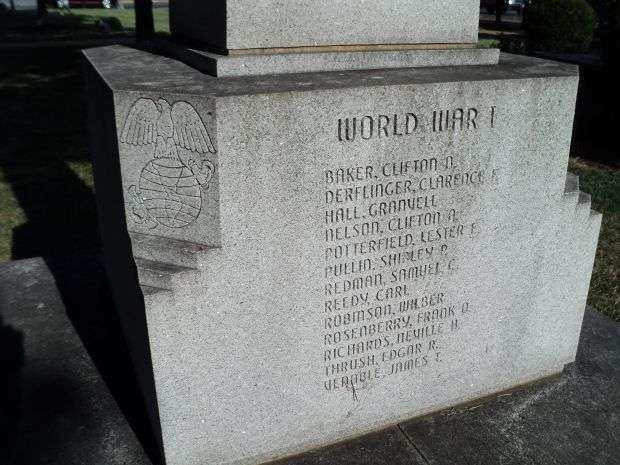 WORLD WAR I
BAKER, CLIFTON N.
DERFLINGER, CLARENCE F.
HALL, GRANVELL
NELSON, CLIFTON A.
POTTERFIELD, LESTER E.
PULLIN, SHIRLEY P.
REDMAN, SAMUEL C.
REEDY, CARL
ROBINSON, WILBER
ROSENBERRY, FRANK D.
RICHARDS, NEVILLE H.
THRUSH, EDGAR R.
VENABLE, JAMES T.